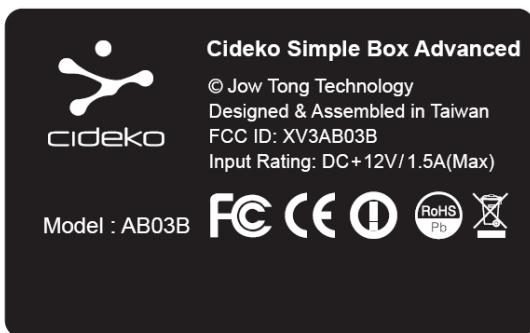 Cideko Simple Box Advanced
© Jow Tong Technology
Designed & Assembled in Taiwan
FCC ID: XV3AB03B
Input Rating: DC+12V/1.5A(Max)
cideko
Model : AB03B
FC CE RoHS
Pb